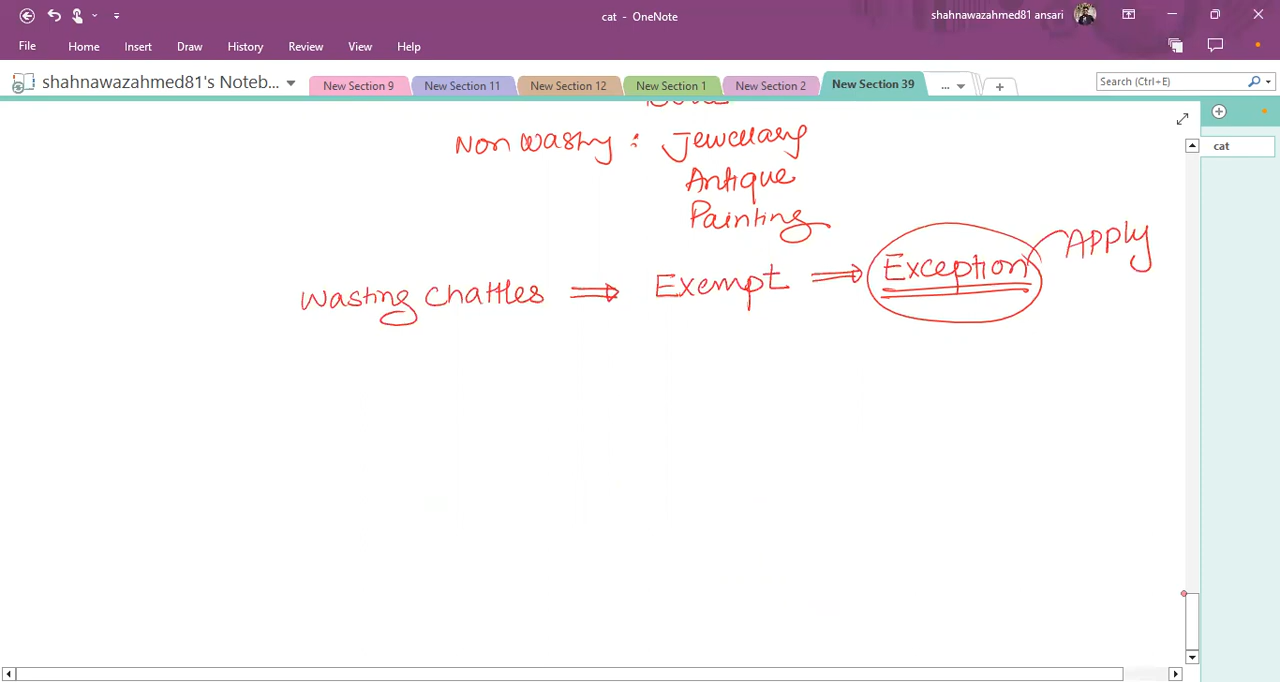 cat - OneNote
shahnawazahmed81 ansari
File Home Insert Draw History Review View Help
shahnawazahmed81's Noteb...
New Section 9
New Section 11
New Section 12
New Section 1
New Section 2
New Section 39
...
Search (Ctrl+E)
cat
Non Wasting : Jewellary
Antique
Painting
Wasting Chattles ⇒ Exempt ⇒ Exception Apply